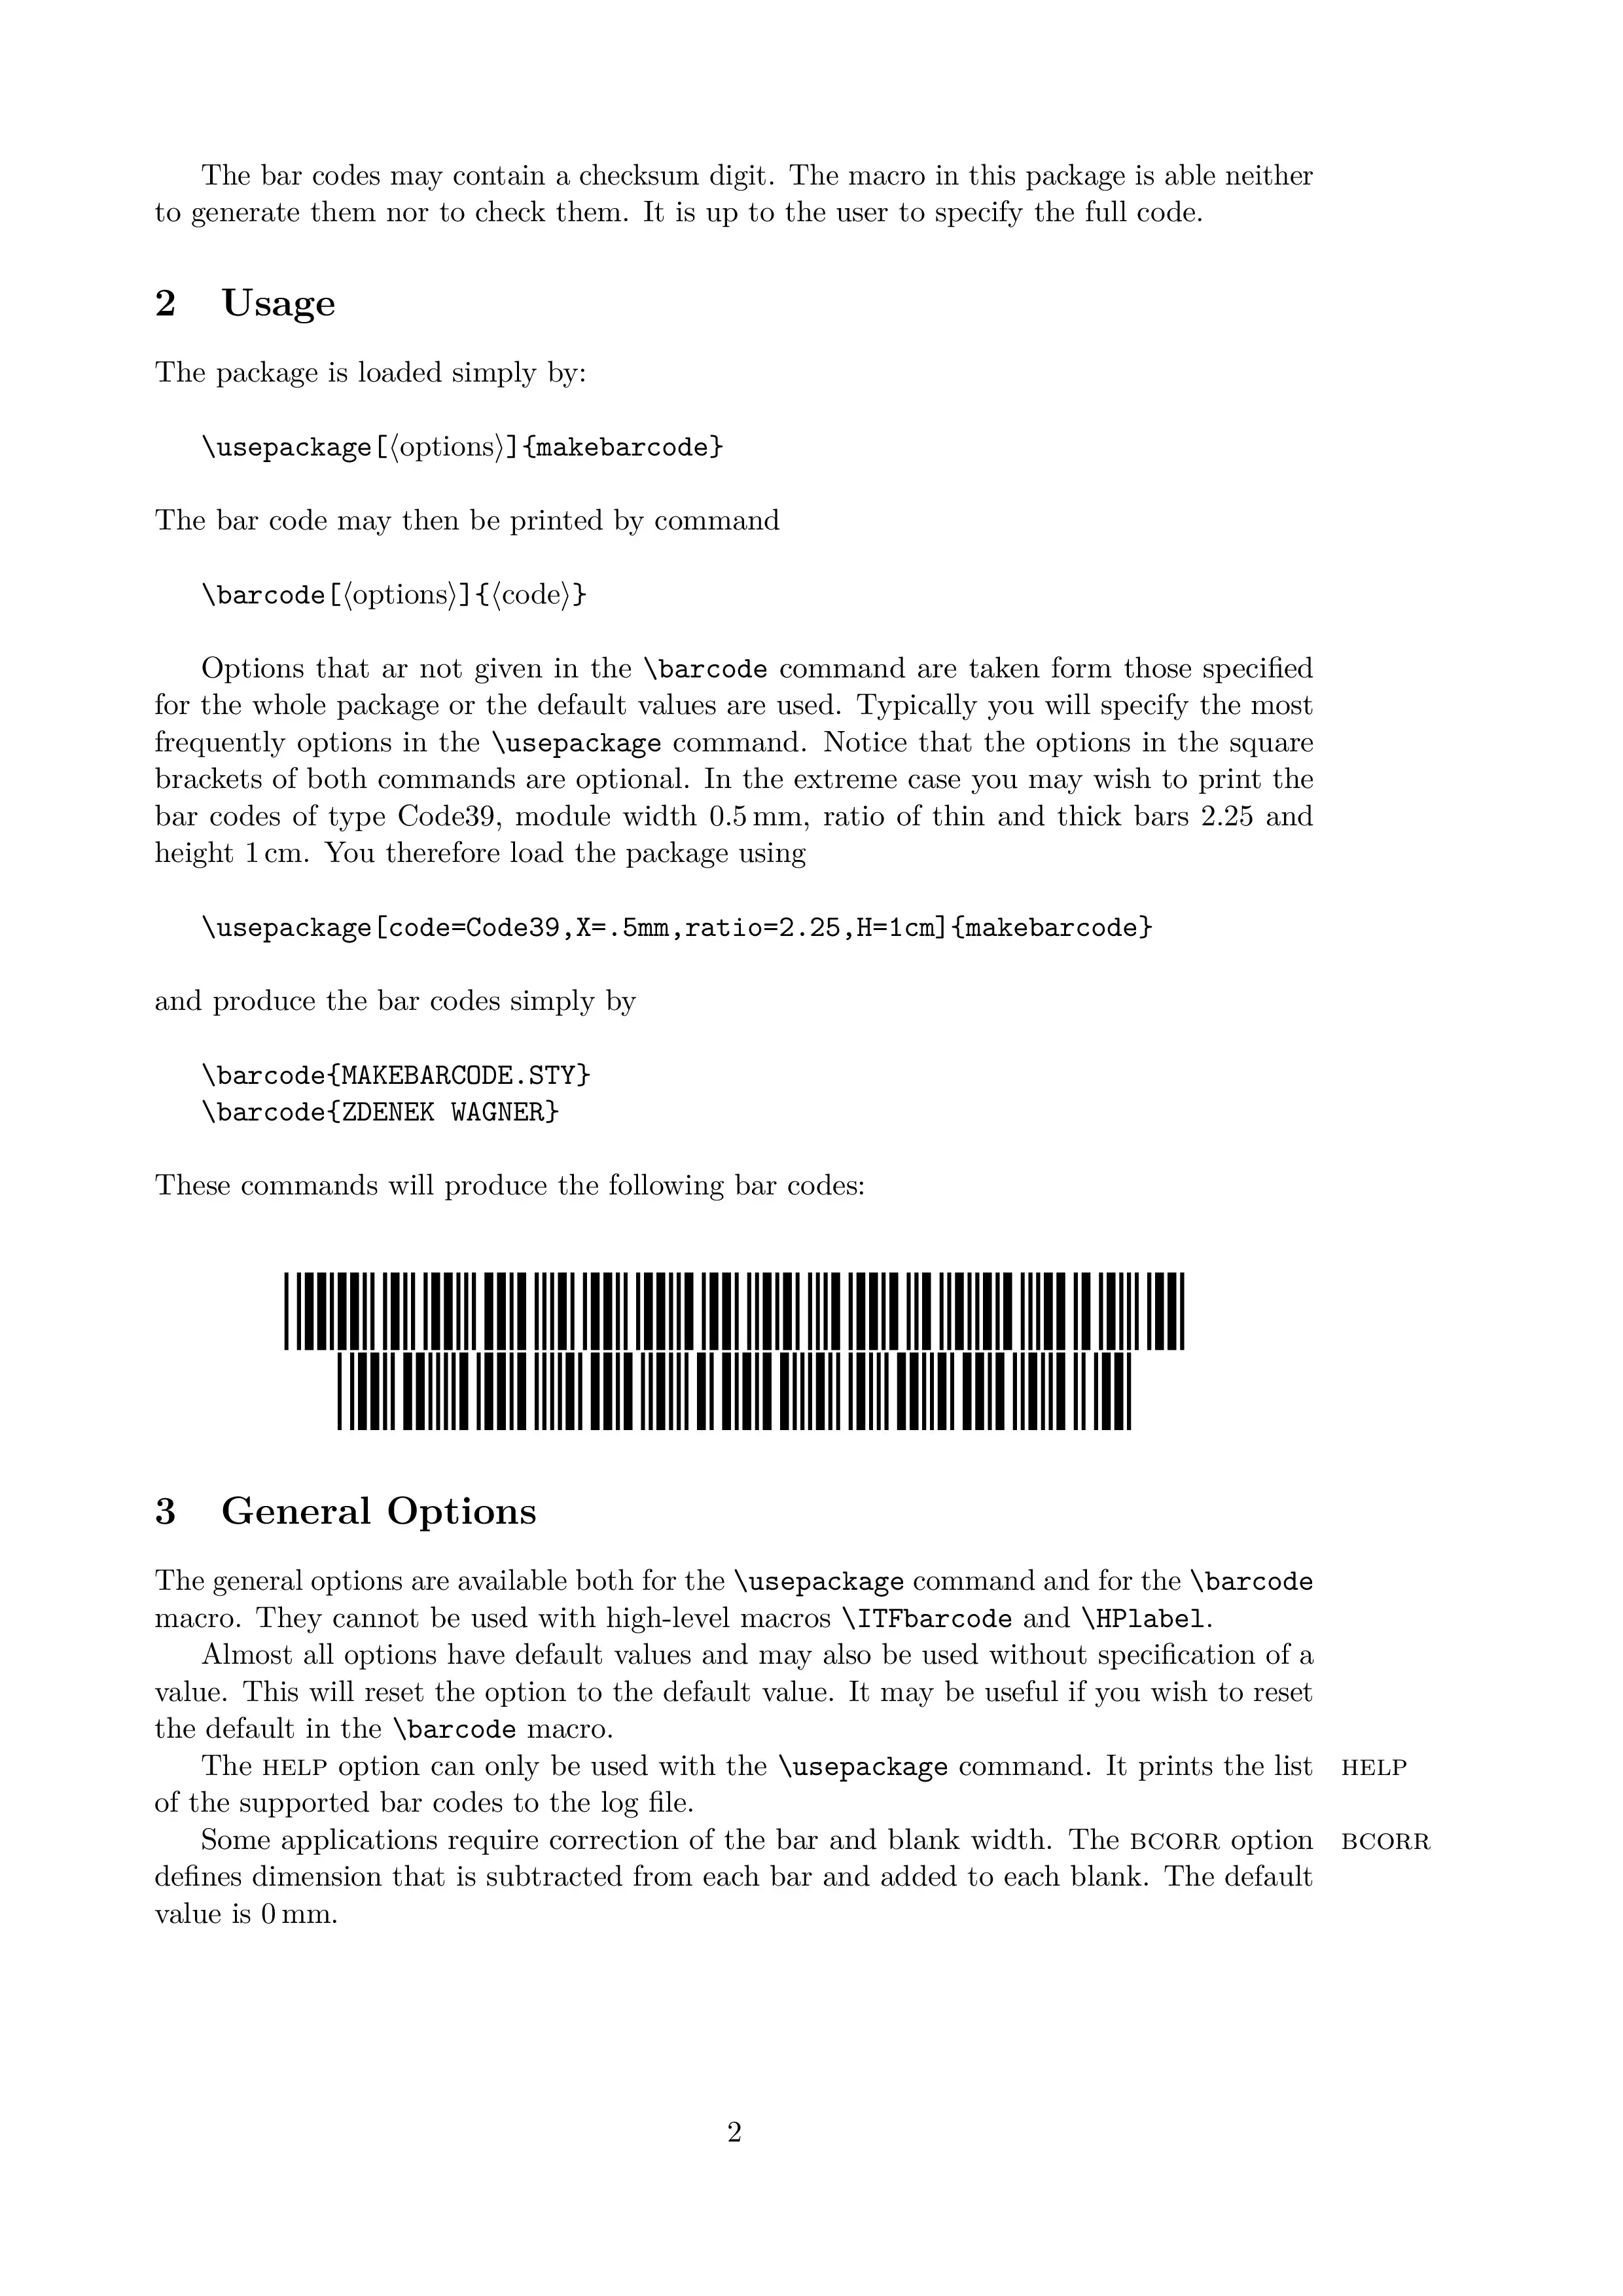 The bar codes may contain a checksum digit. The macro in this package is able neither
to generate them nor to check them. It is up to the user to specify the full code.
2 Usage
The package is loaded simply by:
\usepackage[⟨options⟩]{makebarcode}
The bar code may then be printed by command
\barcode[⟨options⟩]{⟨code⟩}
Options that ar not given in the \barcode command are taken form those specified
for the whole package or the default values are used. Typically you will specify the most
frequently options in the \usepackage command. Notice that the options in the square
brackets of both commands are optional. In the extreme case you may wish to print the
bar codes of type Code39, module width 0.5 mm, ratio of thin and thick bars 2.25 and
height 1 cm. You therefore load the package using
\usepackage[code=Code39,X=.5mm,ratio=2.25,H=1cm]{makebarcode}
and produce the bar codes simply by
\barcode{MAKEBARCODE.STY}
\barcode{ZDENEK WAGNER}
These commands will produce the following bar codes:
3 General Options
The general options are available both for the \usepackage command and for the \barcode
macro. They cannot be used with high-level macros \ITFbarcode and \HPlabel.
Almost all options have default values and may also be used without specification of a
value. This will reset the option to the default value. It may be useful if you wish to reset
the default in the \barcode macro.
The HELP option can only be used with the \usepackage command. It prints the list HELP
of the supported bar codes to the log file.
Some applications require correction of the bar and blank width. The BCORR option BCORR
defines dimension that is subtracted from each bar and added to each blank. The default
value is 0 mm.
2